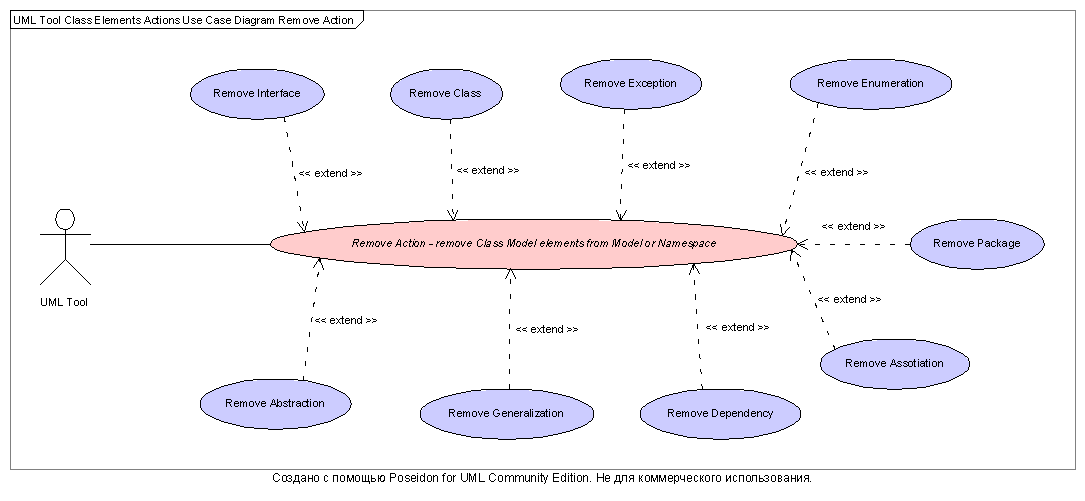 UML Tool Class Elements Actions Use Case Diagram Remove Action
Remove Interface
Remove Class
Remove Exception
Remove Enumeration
<< extend >>
<< extend >>
<< extend >>
<< extend >>
<< extend >>
Remove Action - remove Class Model elements from Model or Namespace
Remove Package
UML Tool
<< extend >>
<< extend >>
<< extend >>
<< extend >>
Remove Assotiation
Remove Abstraction
Remove Generalization
Remove Dependency
Создано с помощью Poseidon for UML Community Edition. Не для коммерческого использования.